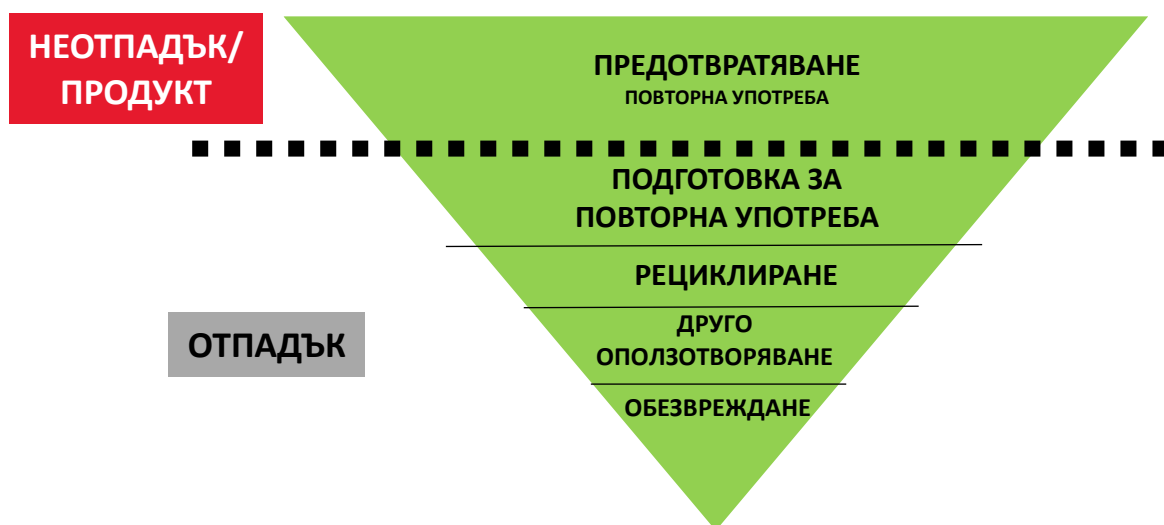 НЕОТПАДЪК/
ПРОДУКТ
ПРЕДОТВРАТЯВАНЕ
ПОВТОРНА УПОТРЕБА
ПОДГОТОВКА ЗА
ПОВТОРНА УПОТРЕБА
РЕЦИКЛИРАНЕ
ДРУГО
ОПОЛЗОТВОРЯВАНЕ
ОТПАДЪК
ОБЕЗВРЕЖДАНЕ